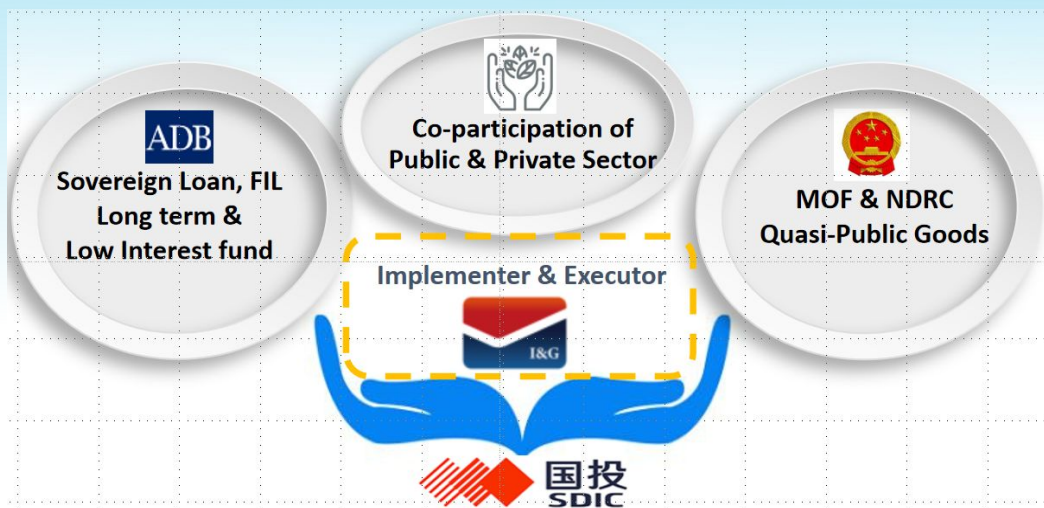 ADB
Sovereign Loan, FIL
Long term &
Low Interest fund
Co-participation of
Public & Private Sector
MOF & NDRC
Quasi-Public Goods
Implementer & Executor
I&G
国投
SDIC